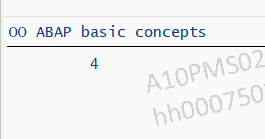 OO ABAP basic concepts
4
A10PMS02
hh000750